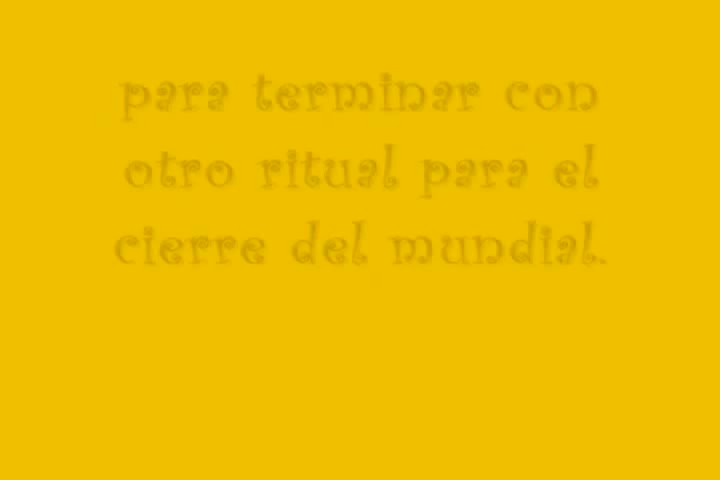 para terminar con
otro ritual para el
cierre del mundial.